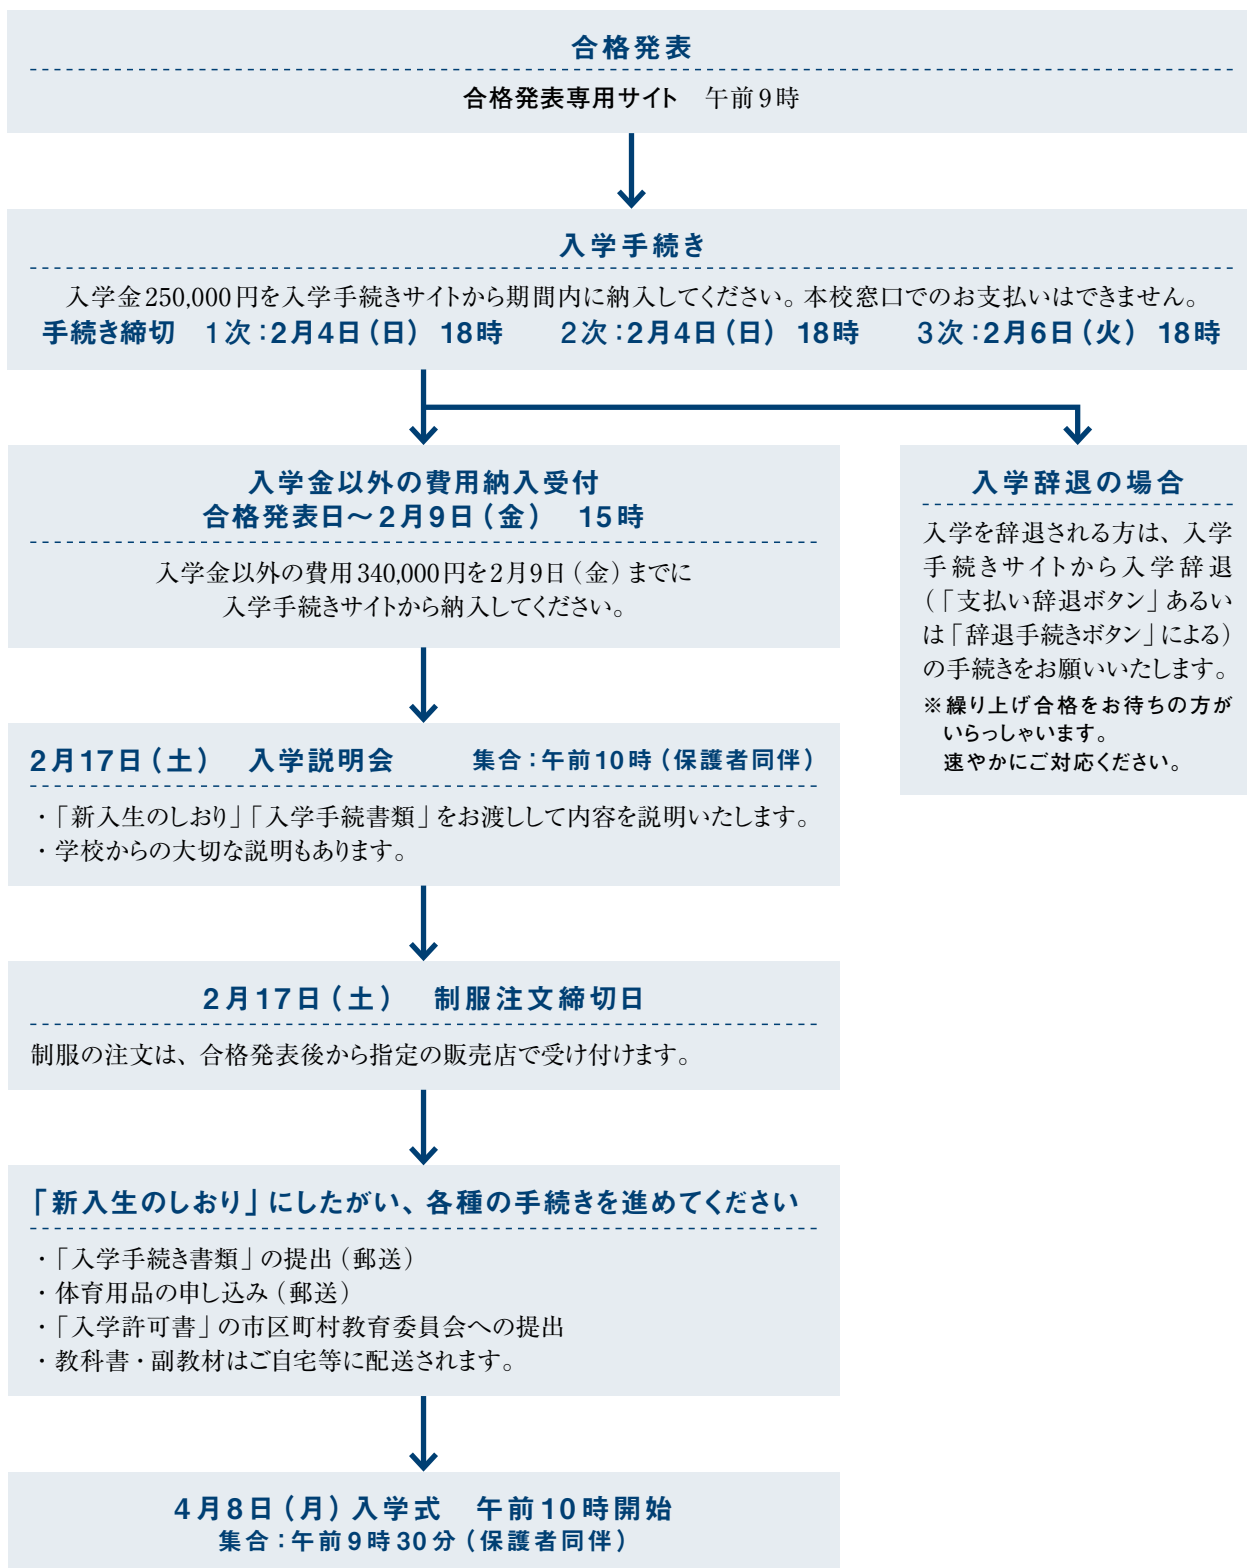 合格発表
合格発表専用サイト　午前9時
入学手続き
入学金250,000円を入学手続きサイトから期間内に納入してください。本校窓口でのお支払いはできません。
手続き締切　1次：2月4日（日） 18時　　2次：2月4日（日） 18時　　3次：2月6日（火） 18時
入学金以外の費用納入受付
合格発表日～2月9日（金）　15時
入学金以外の費用340,000円を2月9日（金）までに
入学手続きサイトから納入してください。
入学辞退の場合
入学を辞退される方は、入学
手続きサイトから入学辞退
（「支払い辞退ボタン」あるい
は「辞退手続きボタン」による）
の手続きをお願いいたします。
※繰り上げ合格をお待ちの方が
いらっしゃいます。
速やかにご対応ください。
2月17日（土）　入学説明会　　集合：午前10時（保護者同伴）
・「新入生のしおり」「入学手続書類」をお渡しして内容を説明いたします。
・学校からの大切な説明もあります。
2月17日（土）　制服注文締切日
制服の注文は、合格発表後から指定の販売店で受け付けます。
「新入生のしおり」にしたがい、各種の手続きを進めてください
・「入学手続き書類」の提出（郵送）
・体育用品の申し込み（郵送）
・「入学許可書」の市区町村教育委員会への提出
・教科書・副教材はご自宅等に配送されます。
4月8日（月）入学式　午前10時開始
集合：午前9時30分（保護者同伴）